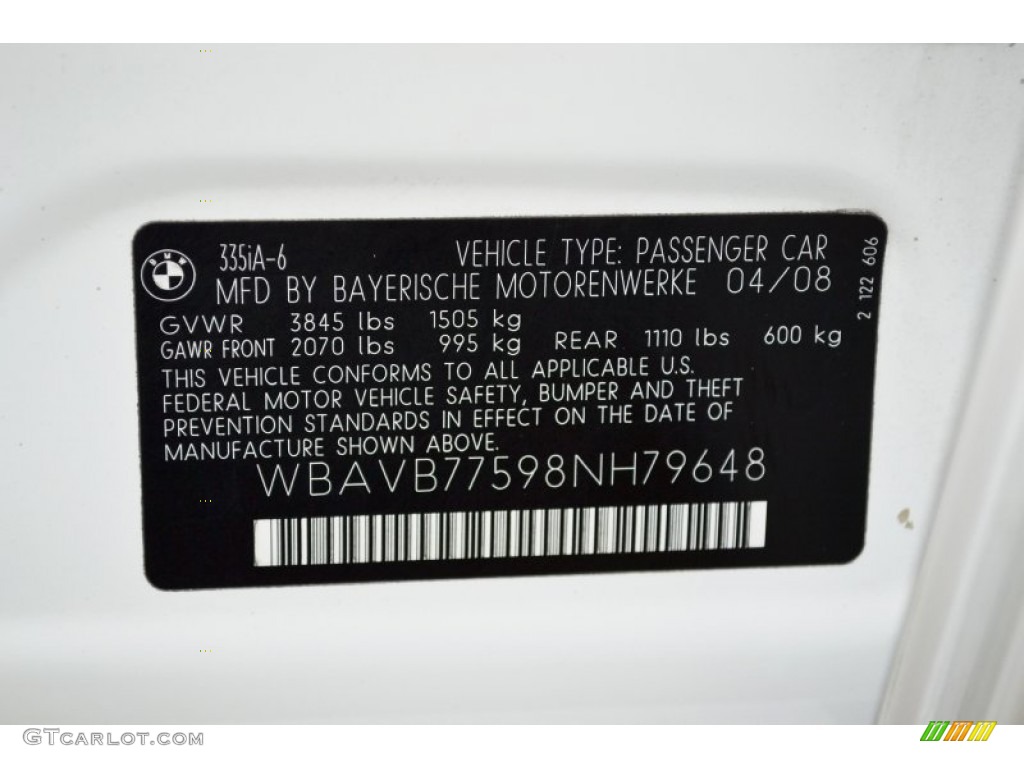 BMW
335iA-6 VEHICLE TYPE: PASSENGER CAR
MFD BY BAYERISCHE MOTORENWERKE 04/08
2 122 606
GVWR 3845 lbs 1505 kg
GAWR FRONT 2070 lbs 995 kg REAR 1110 lbs 600 kg
THIS VEHICLE CONFORMS TO ALL APPLICABLE U.S.
FEDERAL MOTOR VEHICLE SAFETY, BUMPER AND THEFT
PREVENTION STANDARDS IN EFFECT ON THE DATE OF
MANUFACTURE SHOWN ABOVE.
WBAVB77598NH79648
GTCARLOT.COM